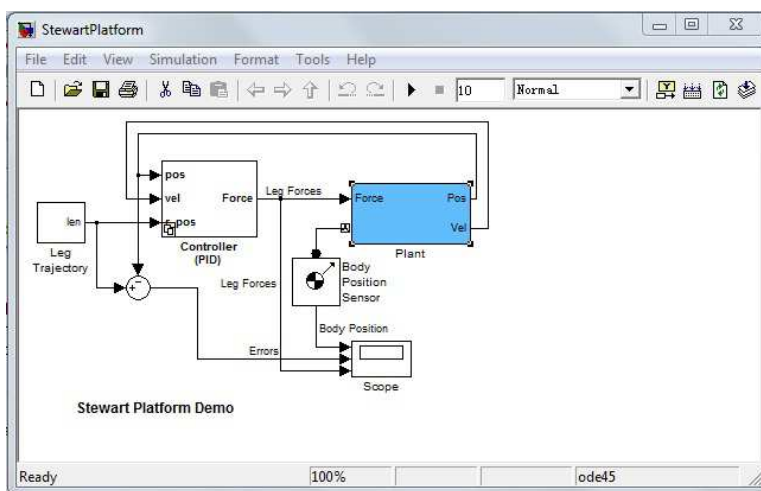 StewartPlatform
File Edit View Simulation Format Tools Help
10 Normal
pos
vel
r_pos
Force
Controller
(PID)
Leg Forces
Force
Pos
Vel
Plant
len
Leg
Trajectory
Leg Forces
Body
Position
Sensor
Body Position
Errors
Scope
Stewart Platform Demo
Ready 100% ode45